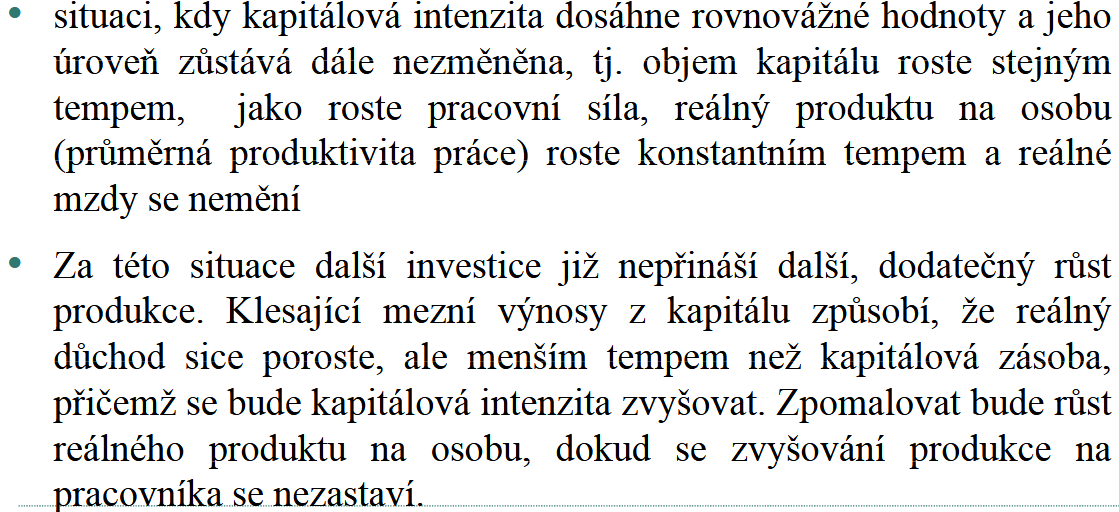 situaci, kdy kapitálová intenzita dosáhne rovnovážné hodnoty a jeho
úroveň zůstává dále nezměněna, tj. objem kapitálu roste stejným
tempem, jako roste pracovní síla, reálný produktu na osobu
(průměrná produktivita práce) roste konstantním tempem a reálné
mzdy se nemění
Za této situace další investice již nepřináší další, dodatečný růst
produkce. Klesající mezní výnosy z kapitálu způsobí, že reálný
důchod sice poroste, ale menším tempem než kapitálová zásoba,
přičemž se bude kapitálová intenzita zvyšovat. Zpomalovat bude růst
reálného produktu na osobu, dokud se zvyšování produkce na
pracovníka se nezastaví.